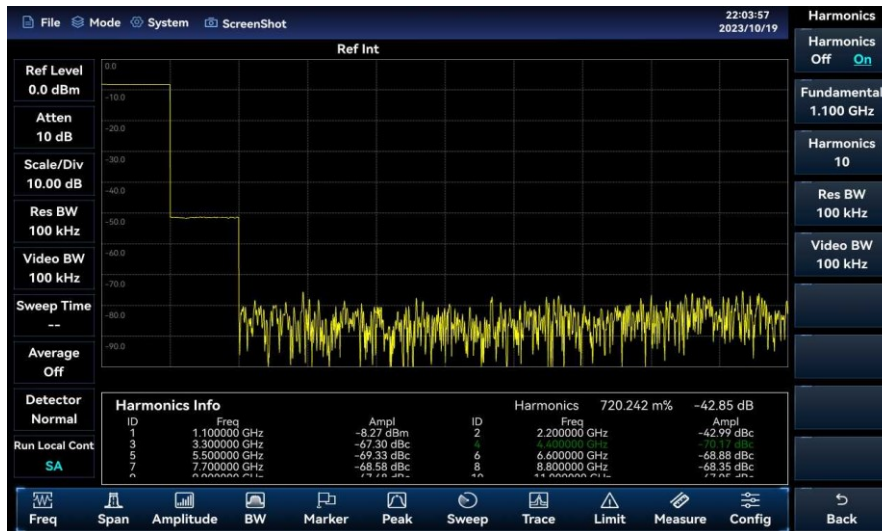 File Mode System ScreenShot
22:03:57
2023/10/19
Harmonics
Ref Int
Ref Level
0.0 dBm
Atten
10 dB
Scale/Div
10.00 dB
Res BW
100 kHz
Video BW
100 kHz
Sweep Time
--
Average
Off
Detector
Normal
Run Local Cont
SA
0.0
-10.0
-20.0
-30.0
-40.0
-50.0
-60.0
-70.0
-80.0
-90.0
Harmonics
Off On
Fundamental
1.100 GHz
Harmonics
10
Res BW
100 kHz
Video BW
100 kHz
Harmonics Info Harmonics 720.242 m% -42.85 dB
ID Freq Ampl ID Freq Ampl
1 1.100000 GHz -8.27 dBm 2 2.200000 GHz -42.99 dBc
3 3.300000 GHz -67.30 dBc 4 4.400000 GHz -70.17 dBc
5 5.500000 GHz -69.33 dBc 6 6.600000 GHz -68.88 dBc
7 7.700000 GHz -68.58 dBc 8 8.800000 GHz -68.35 dBc
Freq Span Amplitude BW Marker Peak Sweep Trace Limit Measure Config Back